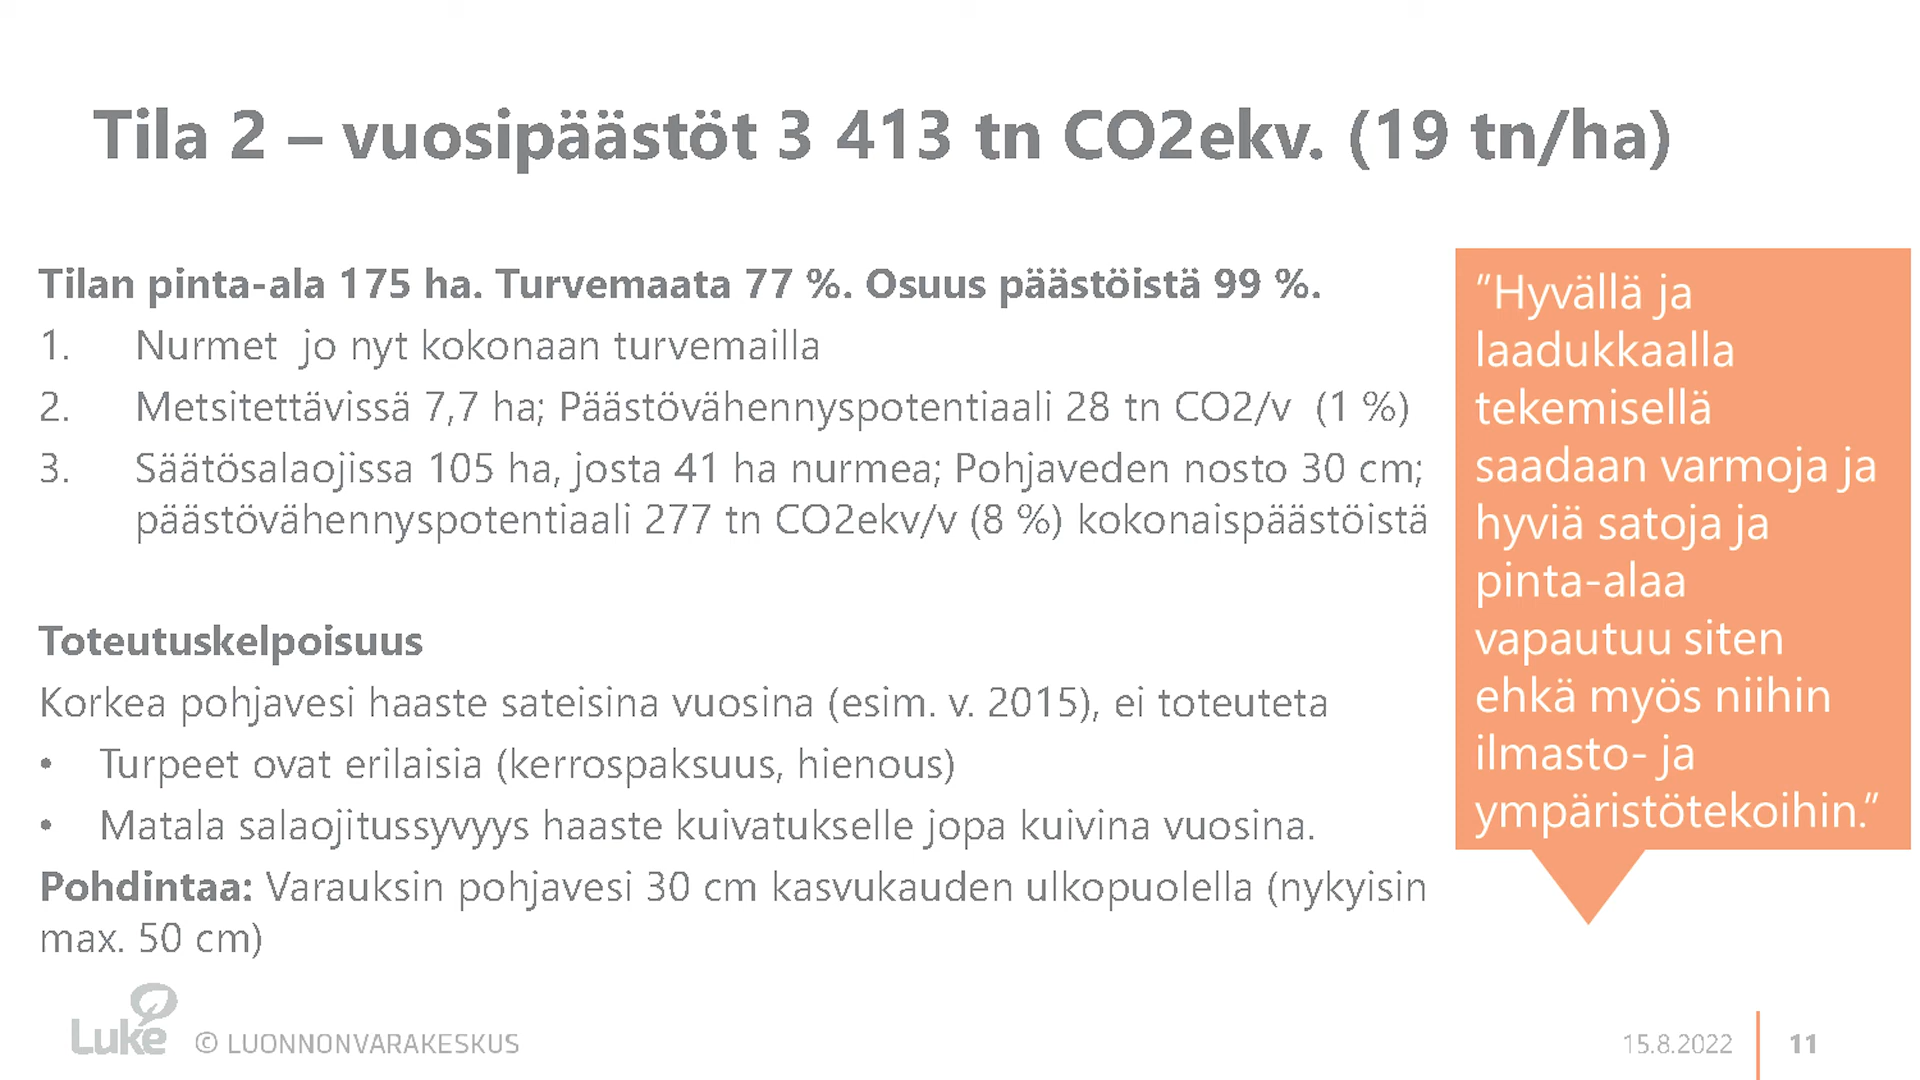 Tila 2 – vuosipäästöt 3 413 tn CO2ekv. (19 tn/ha)
Tilan pinta-ala 175 ha. Turvemaata 77 %. Osuus päästöistä 99 %.
1. Nurmet jo nyt kokonaan turvemailla
2. Metsitettävissä 7,7 ha; Päästövähennyspotentiaali 28 tn CO2/v (1 %)
3. Säätösalaojissa 105 ha, josta 41 ha nurmea; Pohjaveden nosto 30 cm;
päästövähennyspotentiaali 277 tn CO2ekv/v (8 %) kokonaispäästöistä
Toteutuskelpoisuus
Korkea pohjavesi haaste sateisina vuosina (esim. v. 2015), ei toteuteta
• Turpeet ovat erilaisia (kerrospaksuus, hienous)
• Matala salaojitussyvyys haaste kuivatukselle jopa kuivina vuosina.
Pohdintaa: Varauksin pohjavesi 30 cm kasvukauden ulkopuolella (nykyisin
max. 50 cm)
”Hyvällä ja
laadukkaalla
tekemisellä
saadaan varmoja ja
hyviä satoja ja
pinta-alaa
vapautuu siten
ehkä myös niihin
ilmasto- ja
ympäristötekoihin.”
Luke
© LUONNONVARAKESKUS
15.8.2022
11